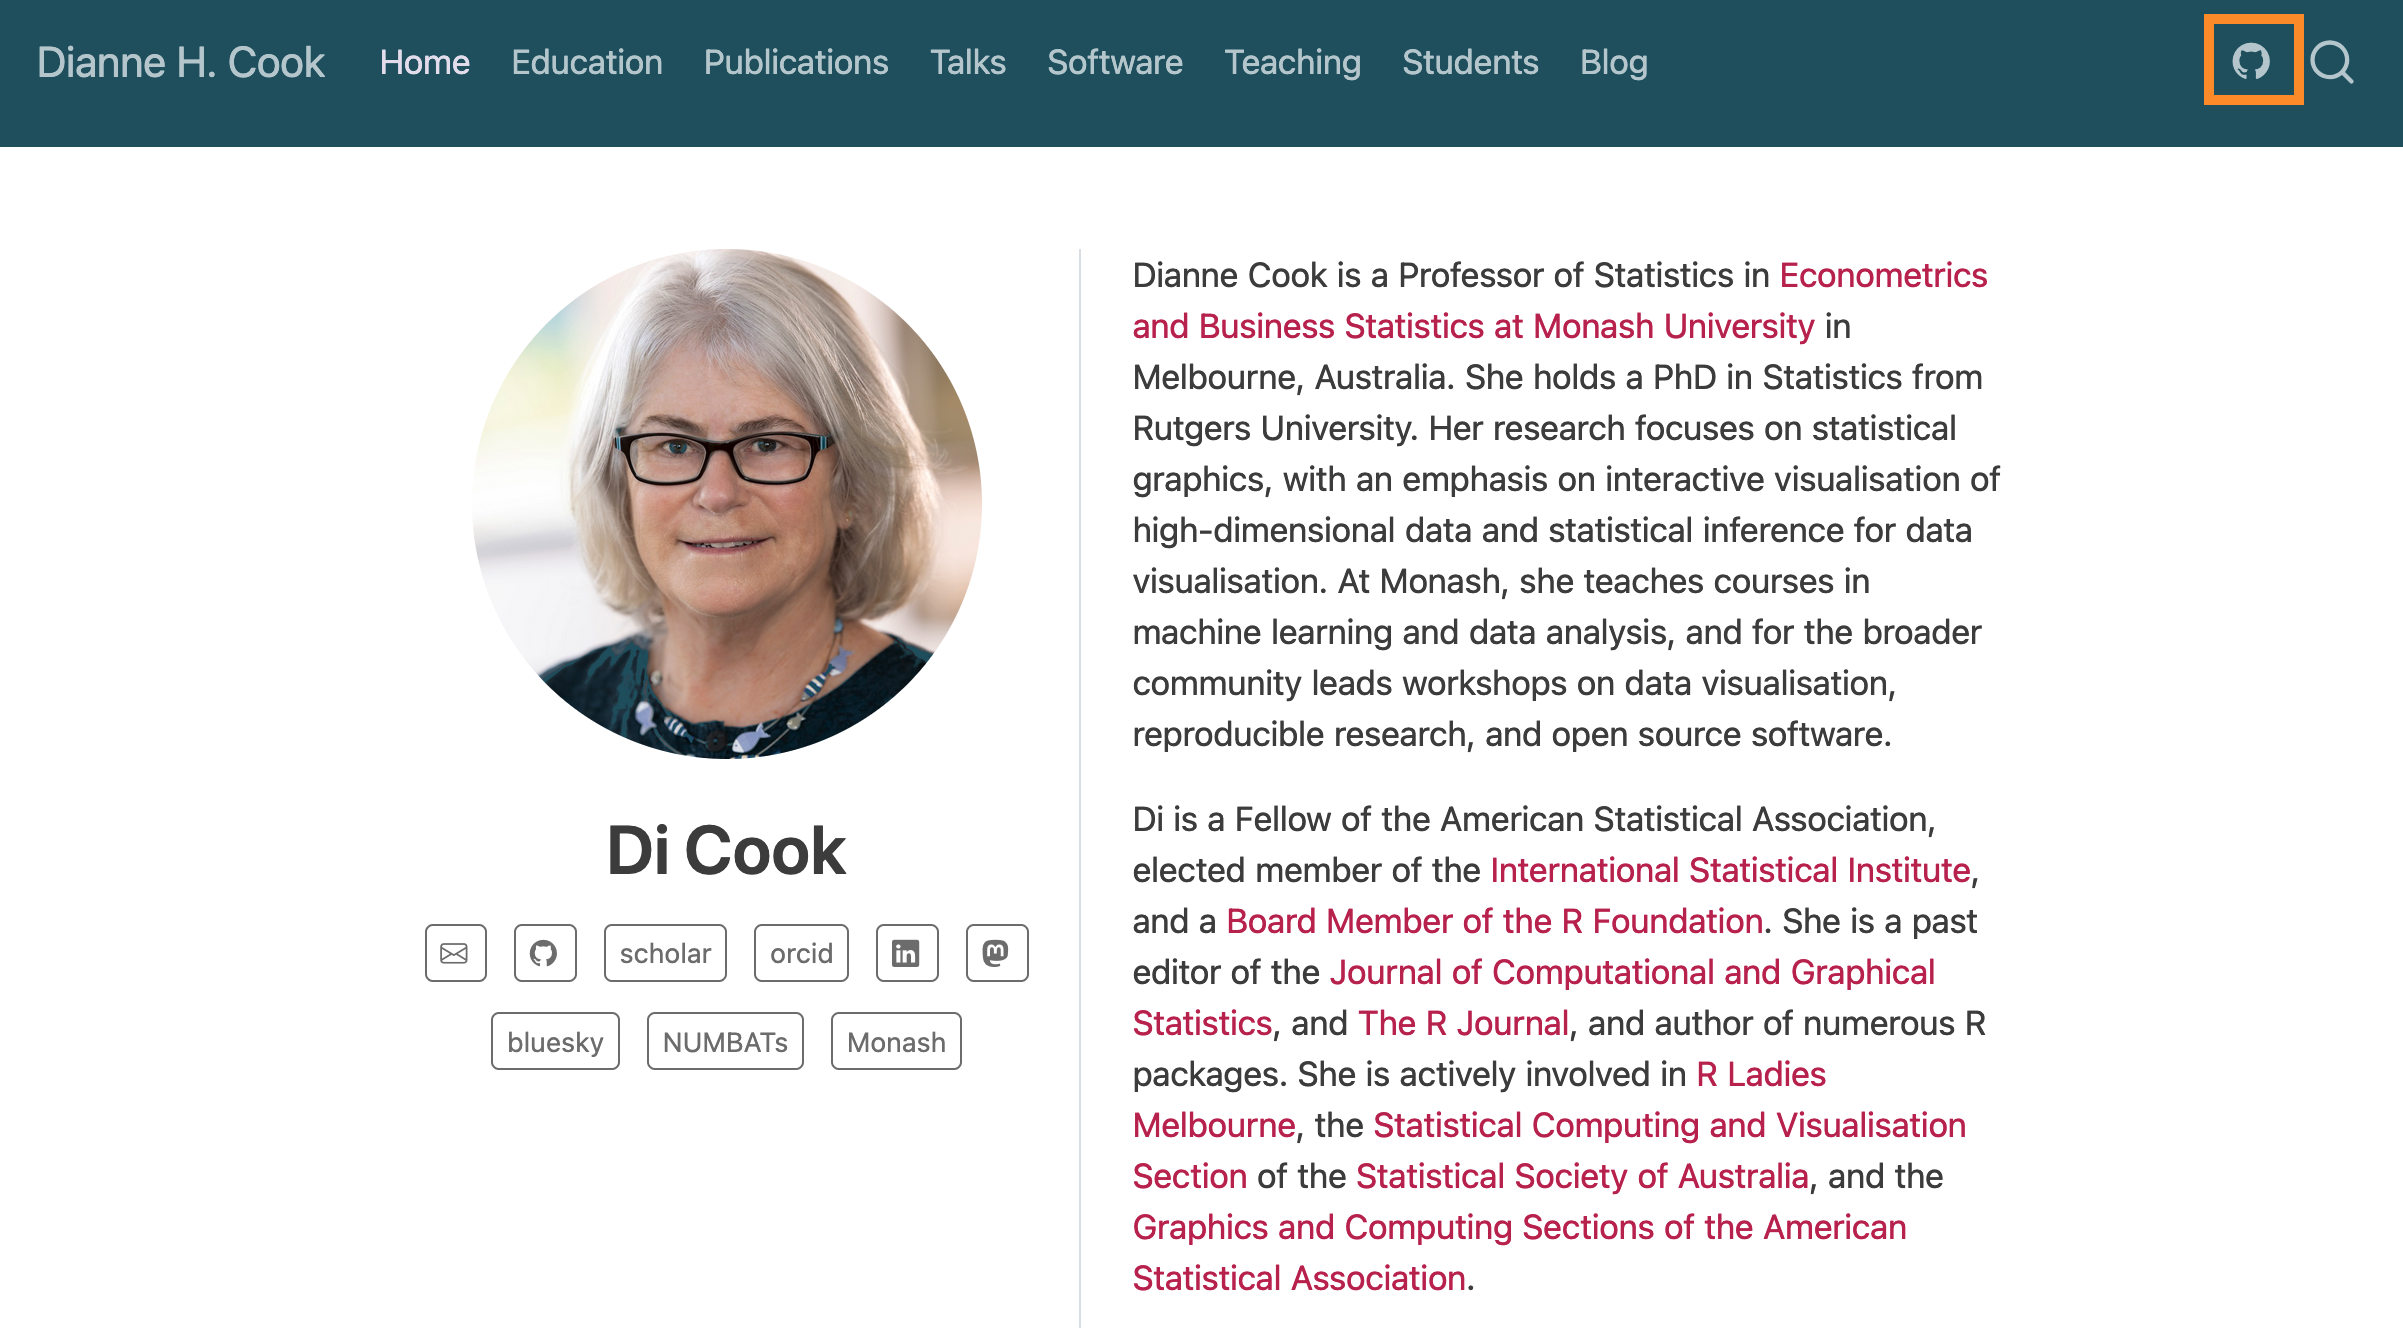 Dianne H. Cook Home Education Publications Talks Software Teaching Students Blog
Di Cook
scholar orcid
bluesky NUMBATs Monash
Dianne Cook is a Professor of Statistics in Econometrics
and Business Statistics at Monash University in
Melbourne, Australia. She holds a PhD in Statistics from
Rutgers University. Her research focuses on statistical
graphics, with an emphasis on interactive visualisation of
high-dimensional data and statistical inference for data
visualisation. At Monash, she teaches courses in
machine learning and data analysis, and for the broader
community leads workshops on data visualisation,
reproducible research, and open source software.
Di is a Fellow of the American Statistical Association,
elected member of the International Statistical Institute,
and a Board Member of the R Foundation. She is a past
editor of the Journal of Computational and Graphical
Statistics, and The R Journal, and author of numerous R
packages. She is actively involved in R Ladies
Melbourne, the Statistical Computing and Visualisation
Section of the Statistical Society of Australia, and the
Graphics and Computing Sections of the American
Statistical Association.